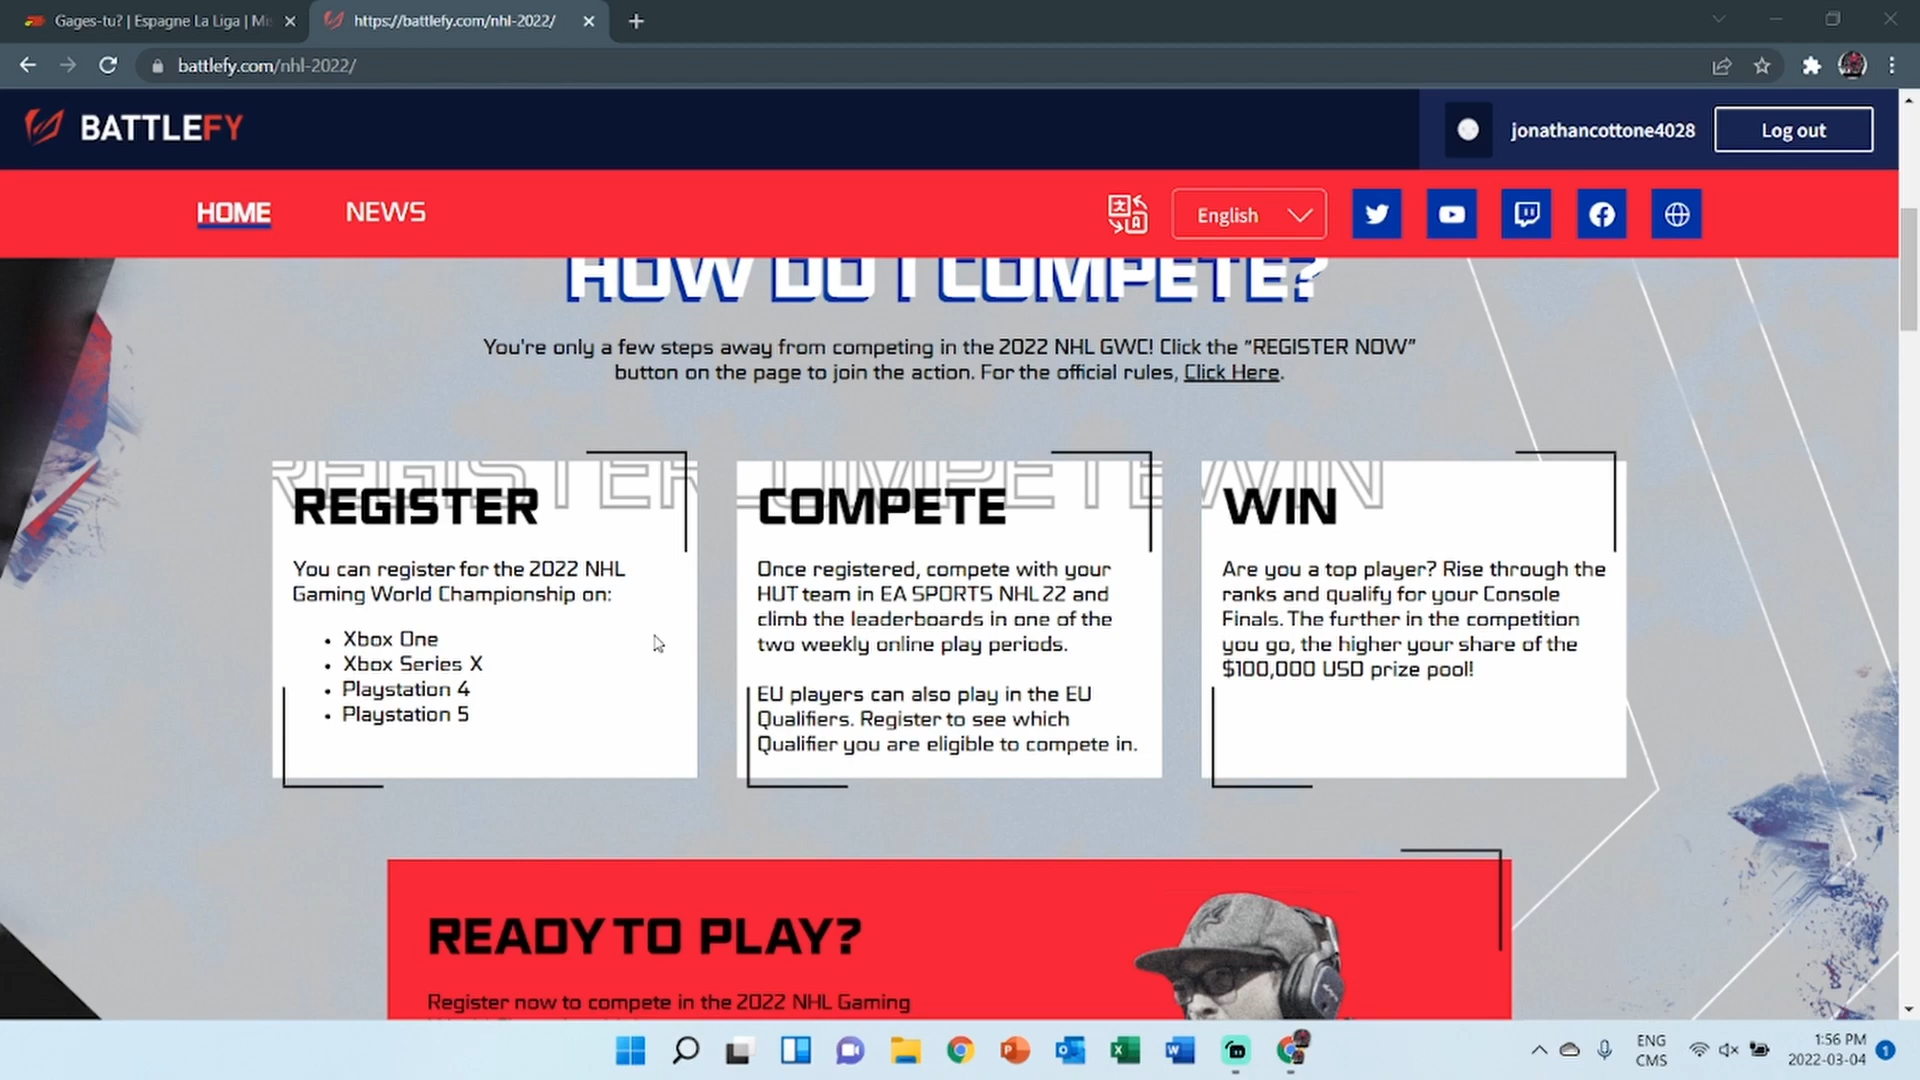 Gages-tu? | Espagne La Liga | Mi
https://battlefy.com/nhl-2022/
battlefy.com/nhl-2022/
BATTLEFY
jonathancottone4028
Log out
HOME
NEWS
English
HOW DO I COMPETE?
You're only a few steps away from competing in the 2022 NHL GWC! Click the “REGISTER NOW”
button on the page to join the action. For the official rules, Click Here.
REGISTER
REGISTER
You can register for the 2022 NHL
Gaming World Championship on:
• Xbox One
• Xbox Series X
• Playstation 4
• Playstation 5
COMPETE
COMPETE
Once registered, compete with your
HUT team in EA SPORTS NHL 22 and
climb the leaderboards in one of the
two weekly online play periods.
EU players can also play in the EU
Qualifiers. Register to see which
Qualifier you are eligible to compete in.
WIN
WIN
Are you a top player? Rise through the
ranks and qualify for your Console
Finals. The further in the competition
you go, the higher your share of the
$100,000 USD prize pool!
READY TO PLAY?
Register now to compete in the 2022 NHL Gaming
ENG
CMS
1:56 PM
2022-03-04
1